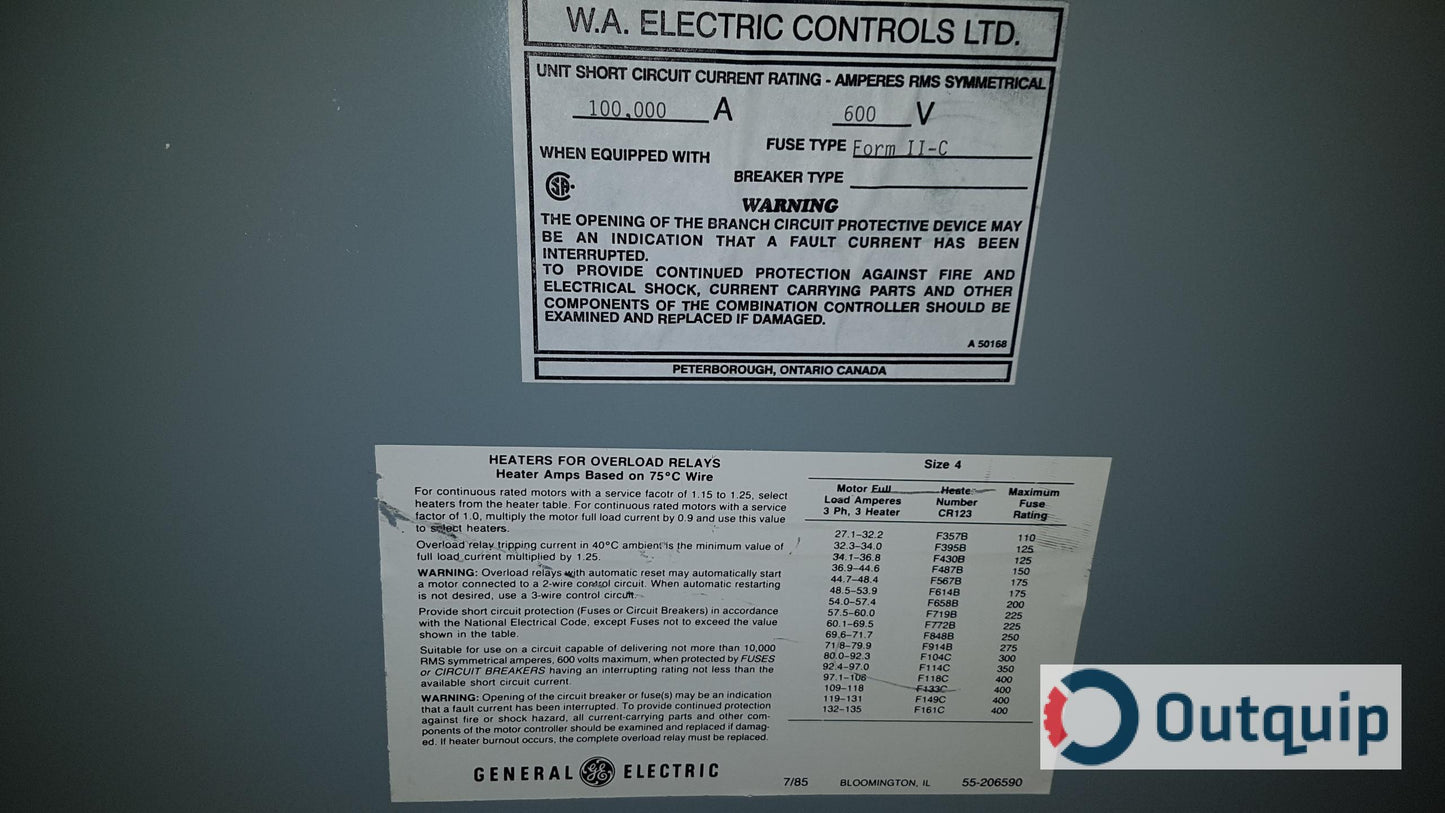 W.A. ELECTRIC CONTROLS LTD.
UNIT SHORT CIRCUIT CURRENT RATING - AMPERES RMS SYMMETRICAL
100,000 A 600 V
WHEN EQUIPPED WITH FUSE TYPE Form II-C
BREAKER TYPE
CSA
WARNING
THE OPENING OF THE BRANCH CIRCUIT PROTECTIVE DEVICE MAY
BE AN INDICATION THAT A FAULT CURRENT HAS BEEN
INTERRUPTED.
TO PROVIDE CONTINUED PROTECTION AGAINST FIRE AND
ELECTRICAL SHOCK, CURRENT CARRYING PARTS AND OTHER
COMPONENTS OF THE COMBINATION CONTROLLER SHOULD BE
EXAMINED AND REPLACED IF DAMAGED.
A 50168
PETERBOROUGH, ONTARIO CANADA
HEATERS FOR OVERLOAD RELAYS
Heater Amps Based on 75°C Wire
For continuous rated motors with a service facotr of 1.15 to 1.25, select
heaters from the heater table. For continuous rated motors with a service
factor of 1.0, multiply the motor full load current by 0.9 and use this value
to select heaters.
Overload relay tripping current in 40°C ambient is the minimum value of
full load current multiplied by 1.25.
WARNING: Overload relays with automatic reset may automatically start
a motor connected to a 2-wire control circuit. When automatic restarting
is not desired, use a 3-wire control circuit.
Provide short circuit protection (Fuses or Circuit Breakers) in accordance
with the National Electrical Code, except Fuses not to exceed the value
shown in the table.
Suitable for use on a circuit capable of delivering not more than 10,000
RMS symmetrical amperes, 600 volts maximum, when protected by FUSES
or CIRCUIT BREAKERS having an interrupting rating not less than the
available short circuit current.
WARNING: Opening of the circuit breaker or fuse(s) may be an indication
that a fault current has been interrupted. To provide continued protection
against fire or shock hazard, all current-carrying parts and other com-
ponents of the motor controller should be examined and replaced if damag-
ed. If heater burnout occurs, the complete overload relay must be replaced.
GENERAL GE ELECTRIC
Size 4
Motor Full Heate Maximum
Load Amperes Number Fuse
3 Ph, 3 Heater CR123 Rating
27.1–32.2 F357B 110
32.3–34.0 F395B 125
34.1–36.8 F430B 125
36.9–44.6 F487B 150
44.7–48.4 F567B 175
48.5–53.9 F614B 175
54.0–57.4 F658B 200
57.5–60.0 F719B 225
60.1–69.5 F772B 225
69.6–71.7 F848B 250
71.8–79.9 F914B 275
80.0–92.3 F104C 300
92.4–97.0 F114C 350
97.1–108 F118C 400
109–118 F133C 400
119–131 F149C 400
132–135 F161C 400
7/85 BLOOMINGTON, IL 55-206590
Outquip